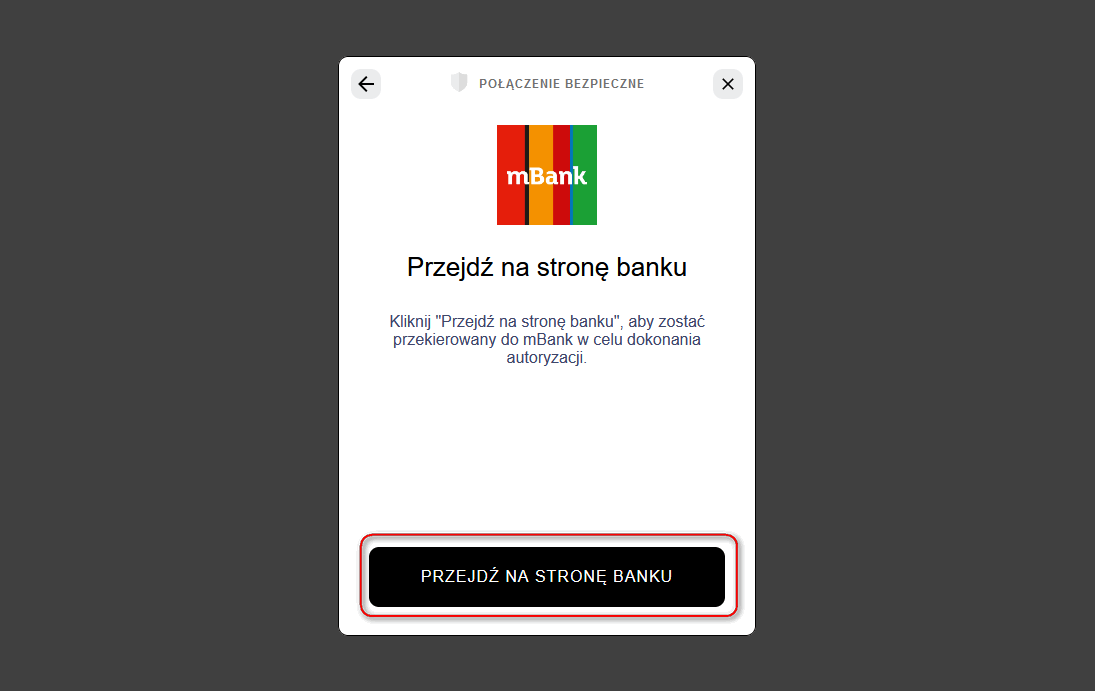 POŁĄCZENIE BEZPIECZNE
mBank
Przejdź na stronę banku
Kliknij "Przejdź na stronę banku", aby zostać
przekierowany do mBank w celu dokonania
autoryzacji.
PRZEJDŹ NA STRONĘ BANKU